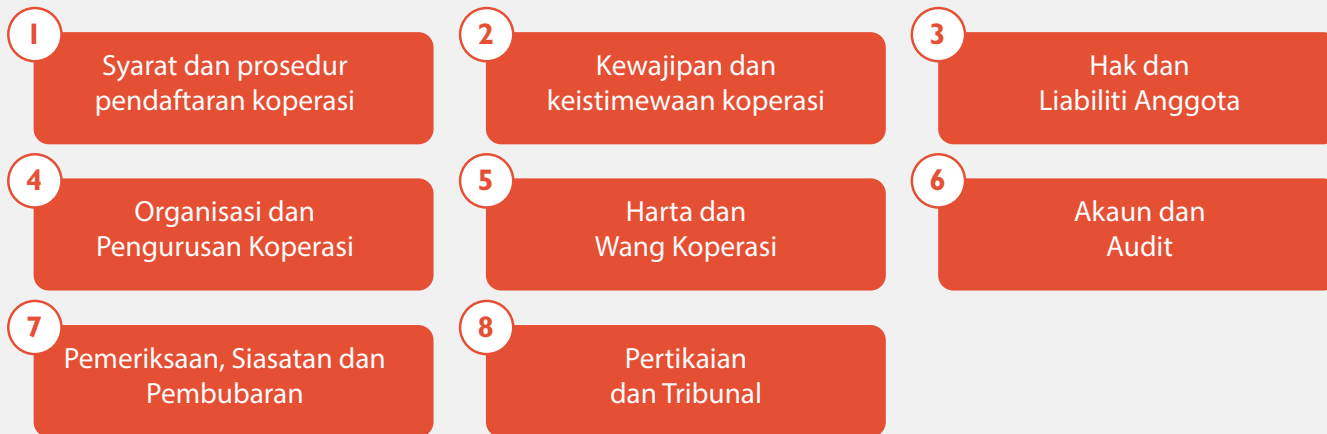 1
Syarat dan prosedur
pendaftaran koperasi
2
Kewajipan dan
keistimewaan koperasi
3
Hak dan
Liabiliti Anggota
4
Organisasi dan
Pengurusan Koperasi
5
Harta dan
Wang Koperasi
6
Akaun dan
Audit
7
Pemeriksaan, Siasatan dan
Pembubaran
8
Pertikaian
dan Tribunal